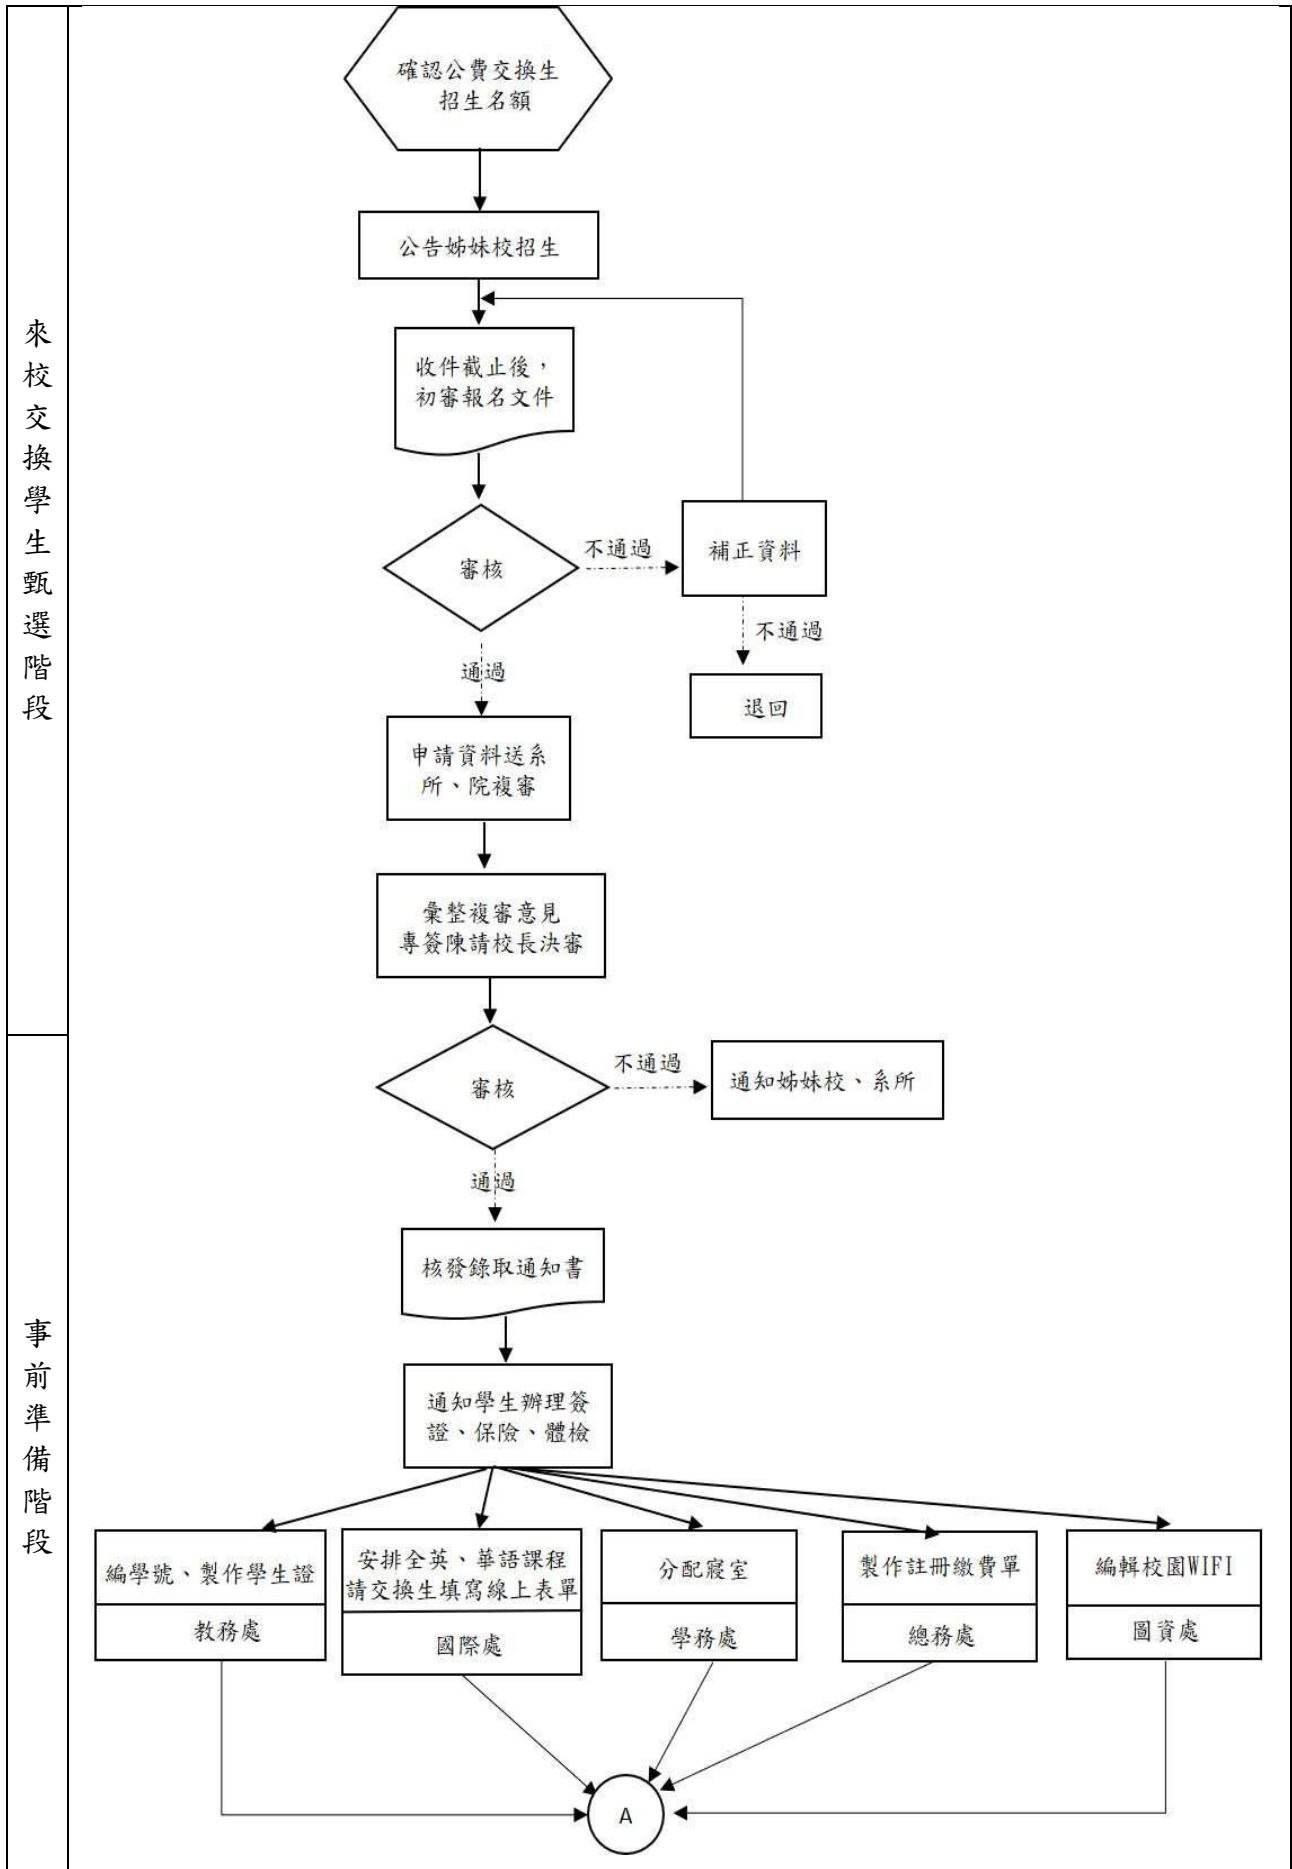 來校交換學生甄選階段
確認公費交換生
招生名額
公告姊妹校招生
收件截止後，
初審報名文件
審核
不通過
補正資料
不通過
退回
通過
申請資料送系
所、院複審
彙整複審意見
專簽陳請校長決審
事前準備階段
審核
不通過
通知姊妹校、系所
通過
核發錄取通知書
通知學生辦理簽
證、保險、體檢
編學號、製作學生證
教務處
安排全英、華語課程
請交換生填寫線上表單
國際處
分配寢室
學務處
製作註冊繳費單
總務處
編輯校園WIFI
圖資處
A